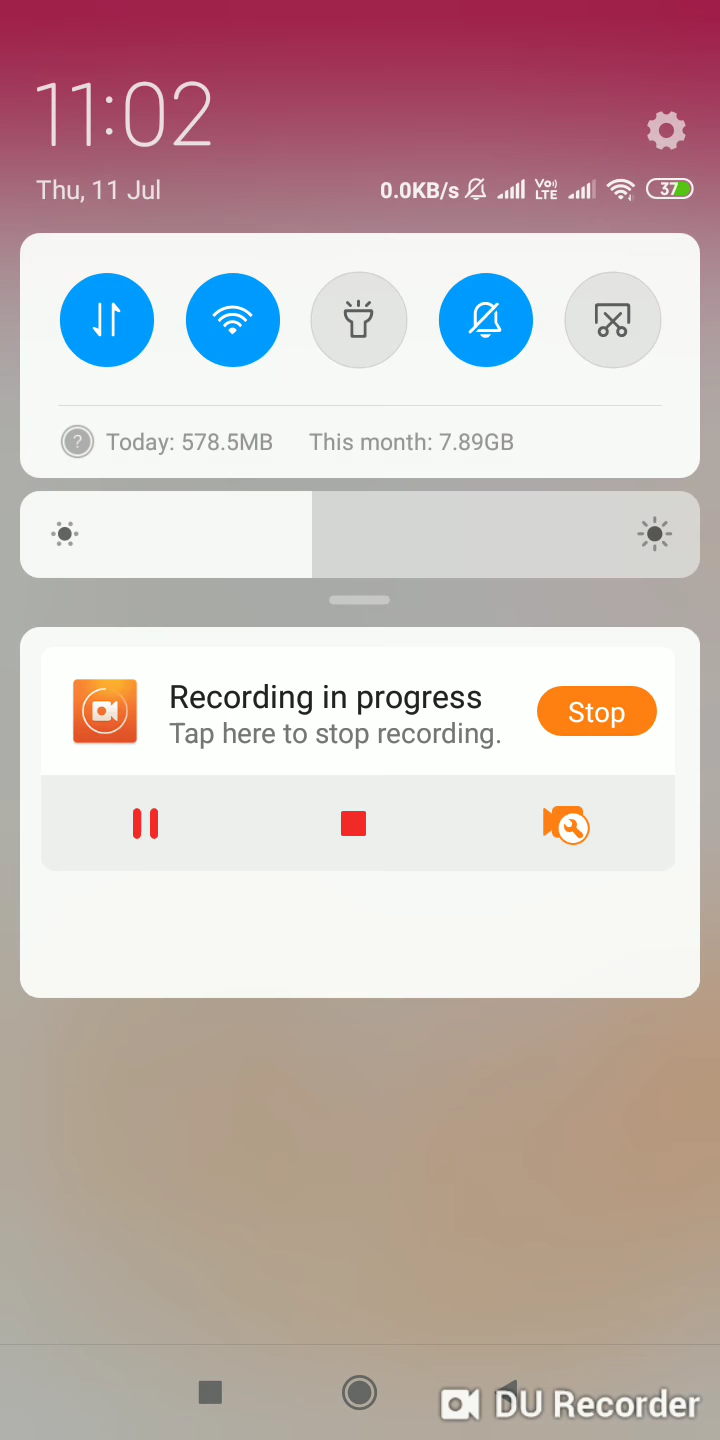 11:02
Thu, 11 Jul
0.0KB/s Vo) LTE 37
Today: 578.5MB This month: 7.89GB
Recording in progress
Stop
Tap here to stop recording.
DU Recorder